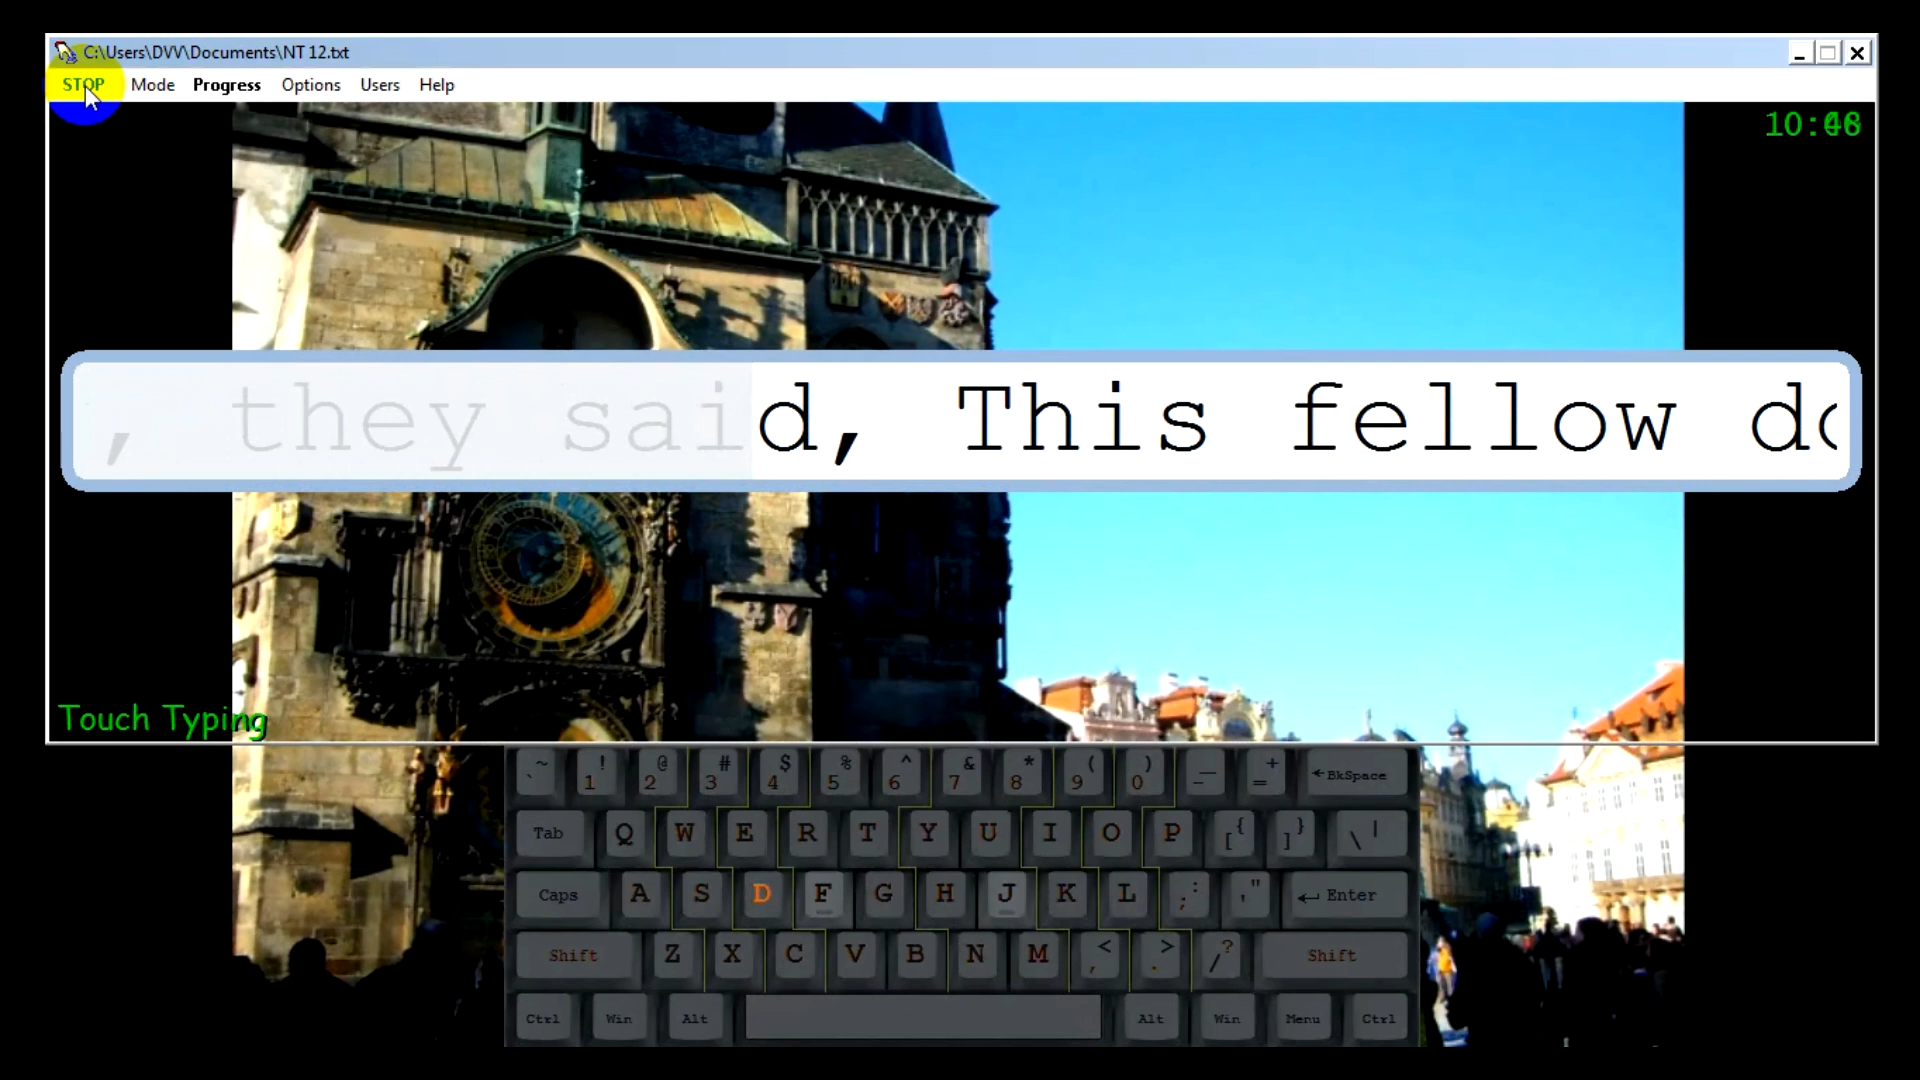 C:\Users\DVV\Documents\NT 12.txt
STOP Mode Progress Options Users Help
, they said, This fellow do
Touch Typing
` ~ ! 1 @ 2 # 3 $ 4 % 5 ^ 6 & 7 * 8 ( 9 ) 0 _ - + = ←BkSpace
Tab Q W E R T Y U I O P [ { ] } \ |
Caps A S D F G H J K L ; : ' " Enter
Shift Z X C V B N M , < . > / ? Shift
Ctrl Win Alt Alt Win Menu Ctrl